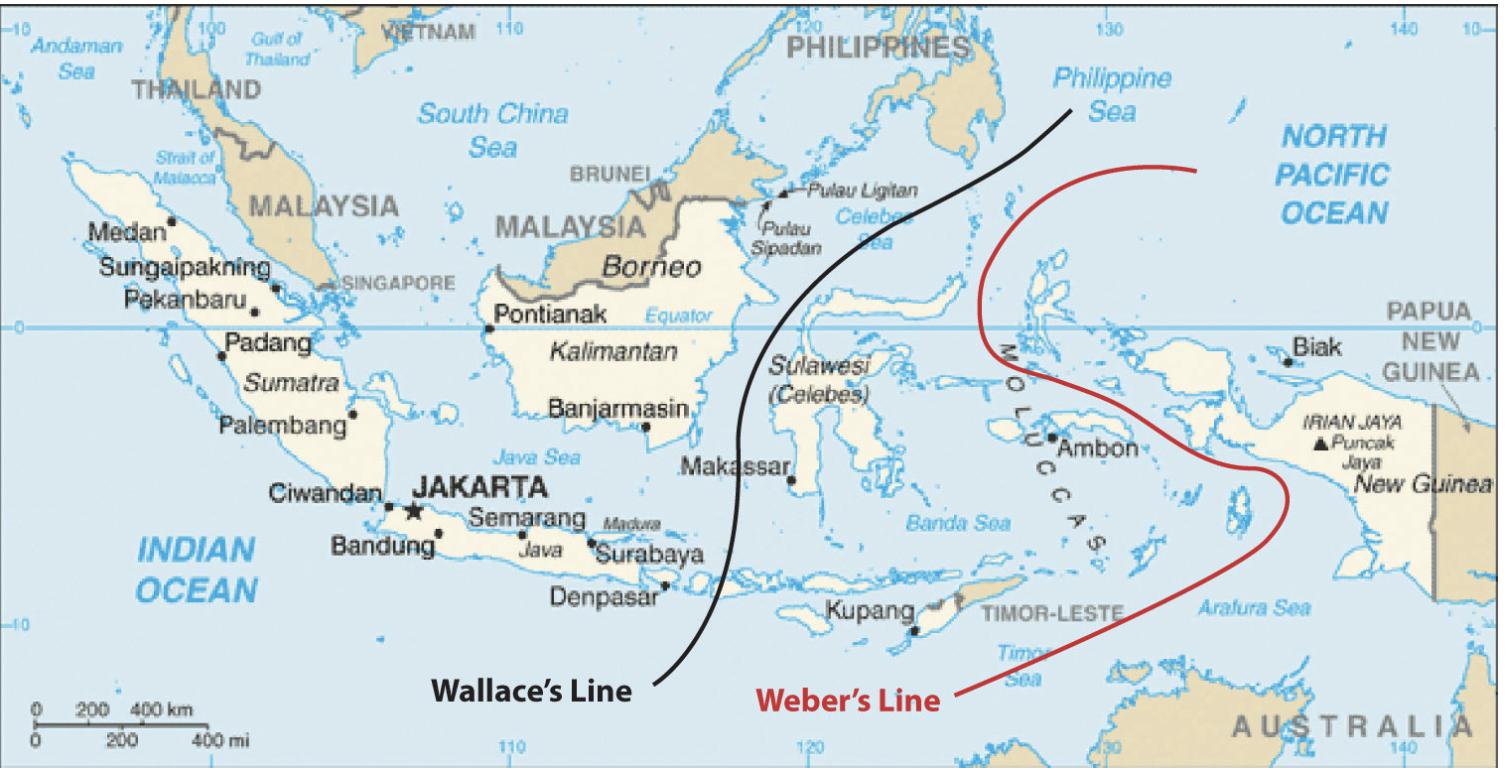 10
100
110
120
130
140
10
Andaman
Sea
Gulf of
Thailand
VIETNAM
PHILIPPINES
Philippine
Sea
THAILAND
South China
Sea
NORTH
PACIFIC
OCEAN
Strait of
Malacca
BRUNEI
MALAYSIA
MALAYSIA
Pulau Ligitan
Pulau
Sipadan
Celebes
Sea
Medan
Sungaipakning
SINGAPORE
Pekanbaru
Borneo
Pontianak
Equator
0
0
PAPUA
NEW
GUINEA
Padang
Kalimantan
Biak
Sumatra
Sulawesi
(Celebes)
MOLUCCAS
Palembang
Banjarmasin
Ambon
IRIAN JAYA
Puncak
Jaya
New Guinea
Java Sea
Makassar
Ciwandan
JAKARTA
Semarang
Madura
Banda Sea
Bandung
Java
Surabaya
INDIAN
OCEAN
Denpasar
Kupang
TIMOR-LESTE
Arafura Sea
10
Timor
Sea
Wallace's Line
Weber's Line
0 200 400 km
0 200 400 mi
AUSTRALIA
110
120
130
140